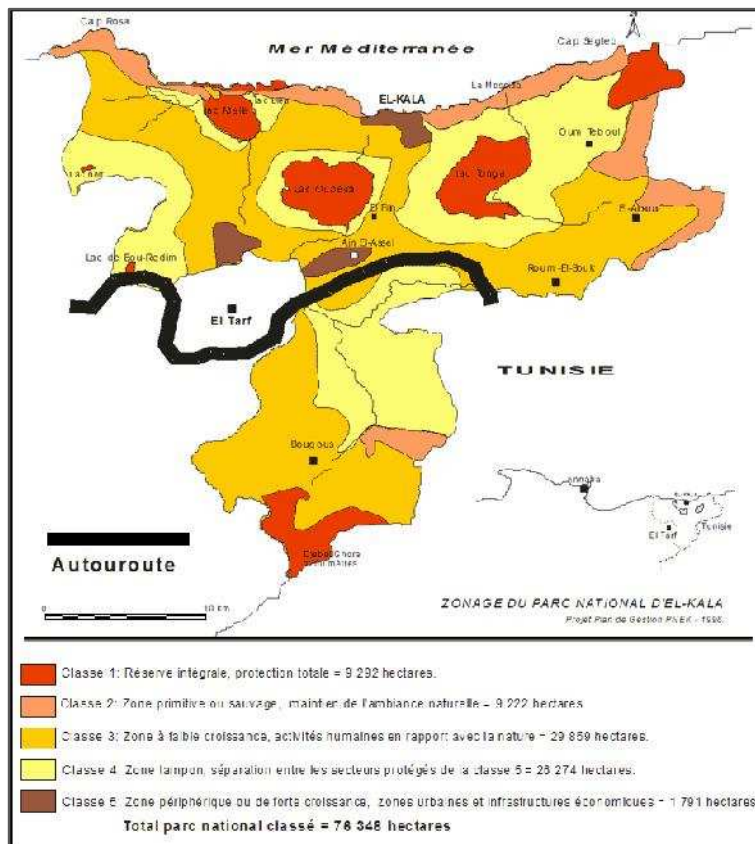 Cap Rosa
Mer Méditerranée
Cap Segleb
EL-KALA
La Messida
Lac Mellah
Oum Teboul
Lac Oubeira
Lac Tonga
El Frin
El-Aioun
Ain El-Assel
Lac de Bou-Redim
Roum-El-Souk
El Tarf
TUNISIE
Bougous
Annaba
Tunisie
El Tarf
Autouroute
Djebel Ghora
0
10 km
ZONAGE DU PARC NATIONAL D'EL-KALA
Projet Plan de Gestion PNEK - 1996.
Classe 1: Réserve intégrale, protection totale = 9 292 hectares.
Classe 2: Zone primitive ou sauvage, maintien de l'ambiance naturelle = 9 222 hectares
Classe 3: Zone à faible croissance, activités humaines en rapport avec la nature = 29 859 hectares.
Classe 4: Zone tampon, séparation entre les secteurs protégés de la classe 5 = 26 274 hectares.
Classe 5: Zone périphérique ou de forte croissance, zones urbaines et infrastructures économiques = 1 791 hectares
Total parc national classé = 76 348 hectares